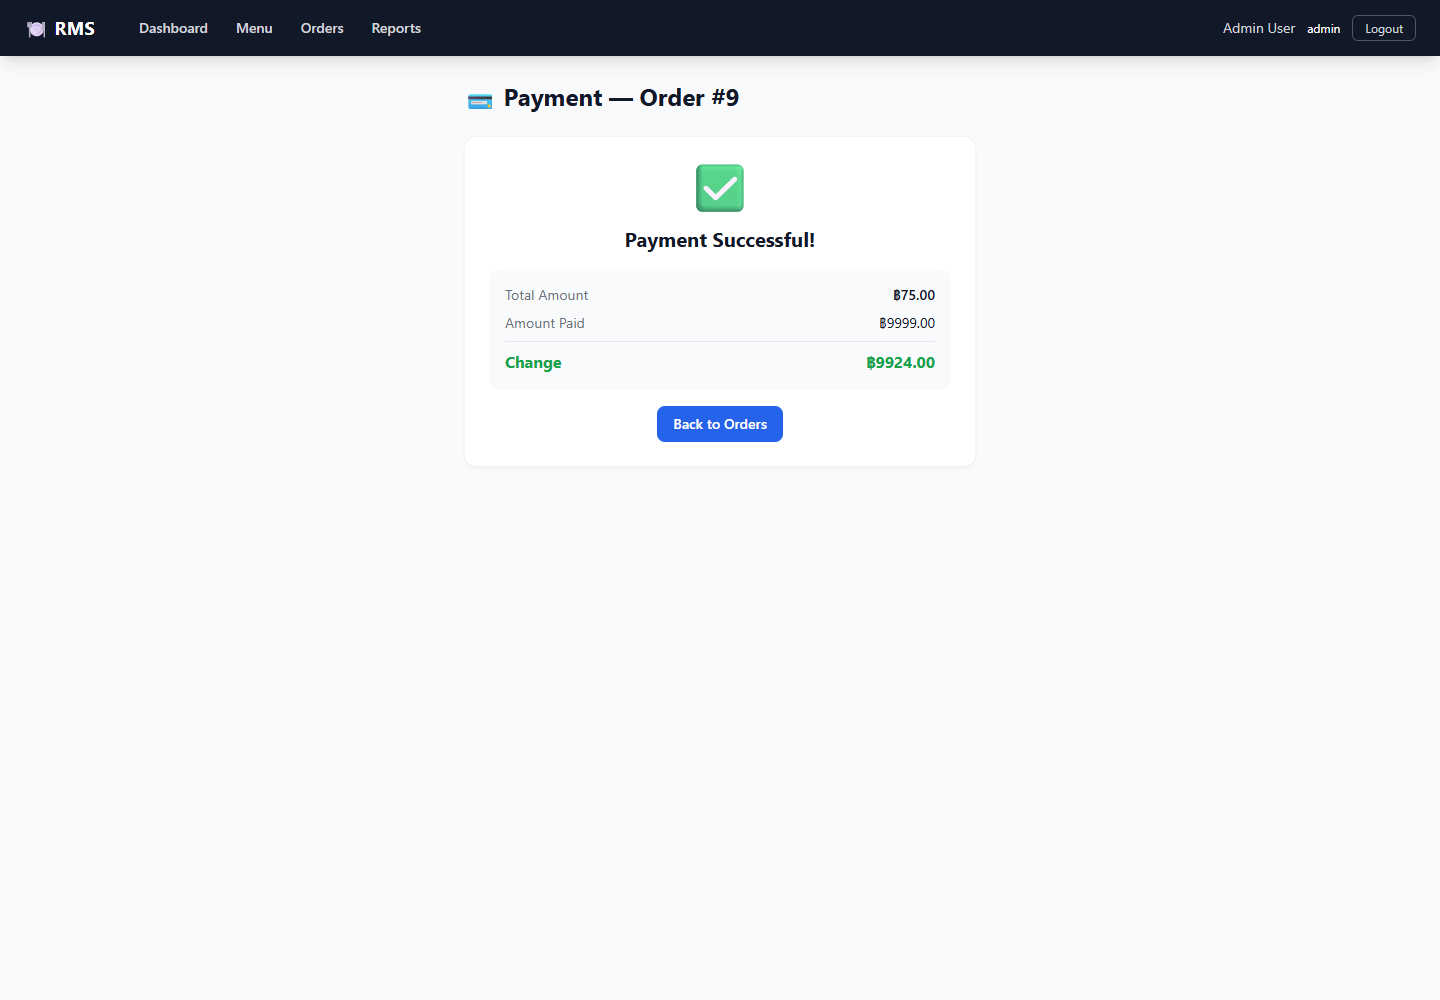 RMS Dashboard Menu Orders Reports Admin User admin Logout
Payment — Order #9
Payment Successful!
Total Amount ฿75.00
Amount Paid ฿9999.00
Change ฿9924.00
Back to Orders